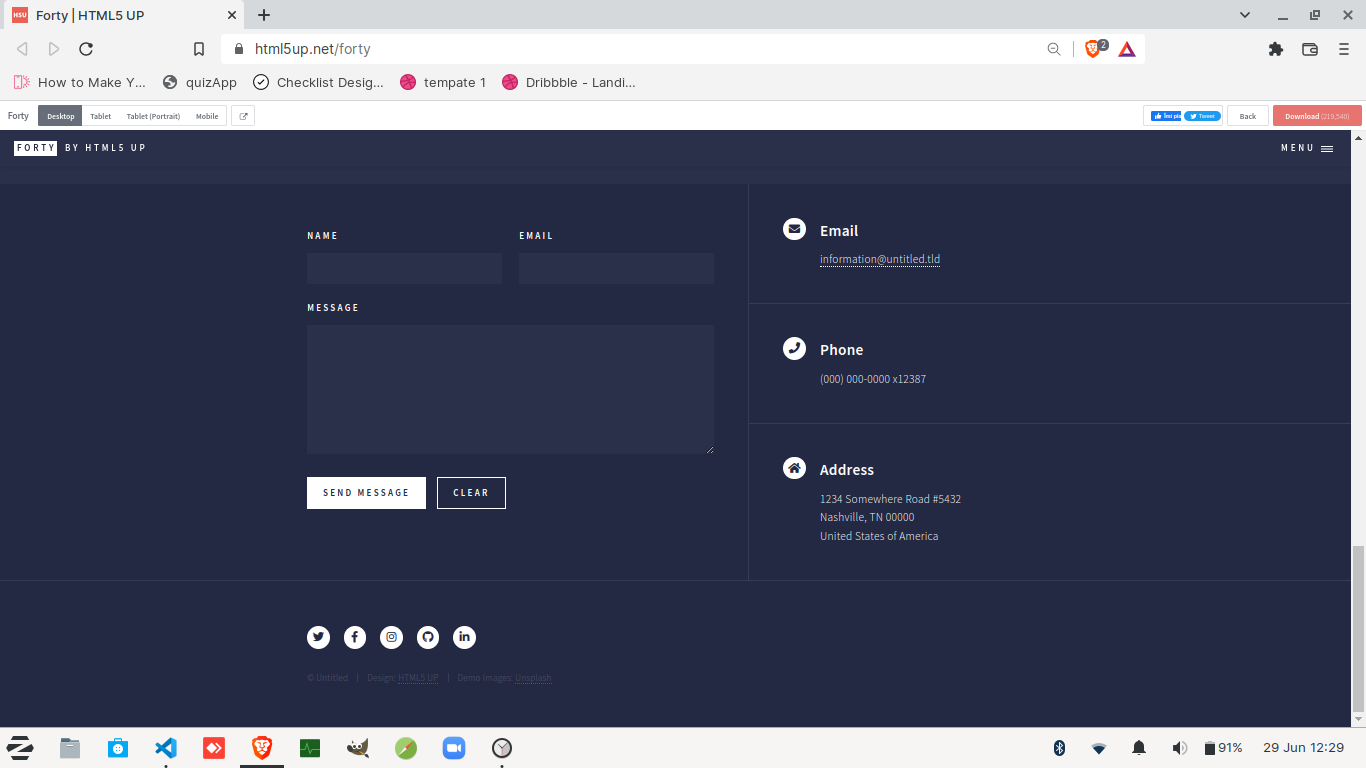 HSU
Forty | HTML5 UP
html5up.net/forty
2
How to Make Y...
quizApp
Checklist Desig...
tempate 1
Dribbble - Landi...
Forty
Desktop
Tablet
Tablet (Portrait)
Mobile
Tweet
Back
Download (219,540)
FORTY BY HTML5 UP
MENU
NAME
EMAIL
MESSAGE
SEND MESSAGE
CLEAR
Email
information@untitled.tld
Phone
(000) 000-0000 x12387
Address
1234 Somewhere Road #5432
Nashville, TN 00000
United States of America
© Untitled | Design: HTML5 UP | Demo Images: Unsplash
91%
29 Jun 12:29